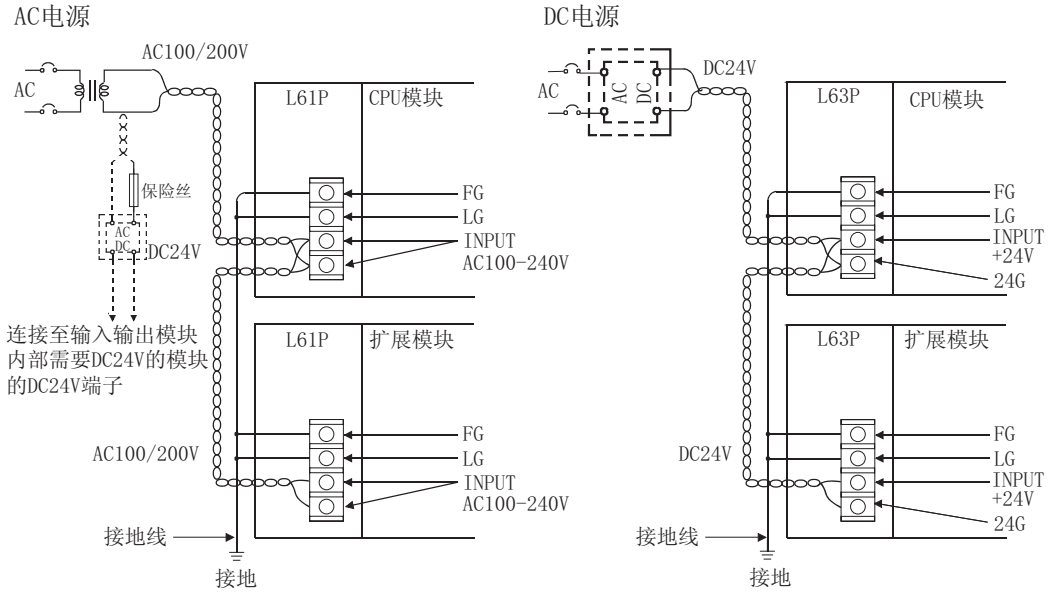 AC电源
AC100/200V
AC
L61P
CPU模块
保险丝
AC
DC
DC24V
FG
LG
INPUT
AC100-240V
连接至输入输出模块
内部需要DC24V的模块
的DC24V端子
L61P
扩展模块
AC100/200V
FG
LG
INPUT
AC100-240V
接地线
接地
DC电源
DC24V
AC
AC
DC
L63P
CPU模块
FG
LG
INPUT
+24V
24G
L63P
扩展模块
DC24V
FG
LG
INPUT
+24V
24G
接地线
接地